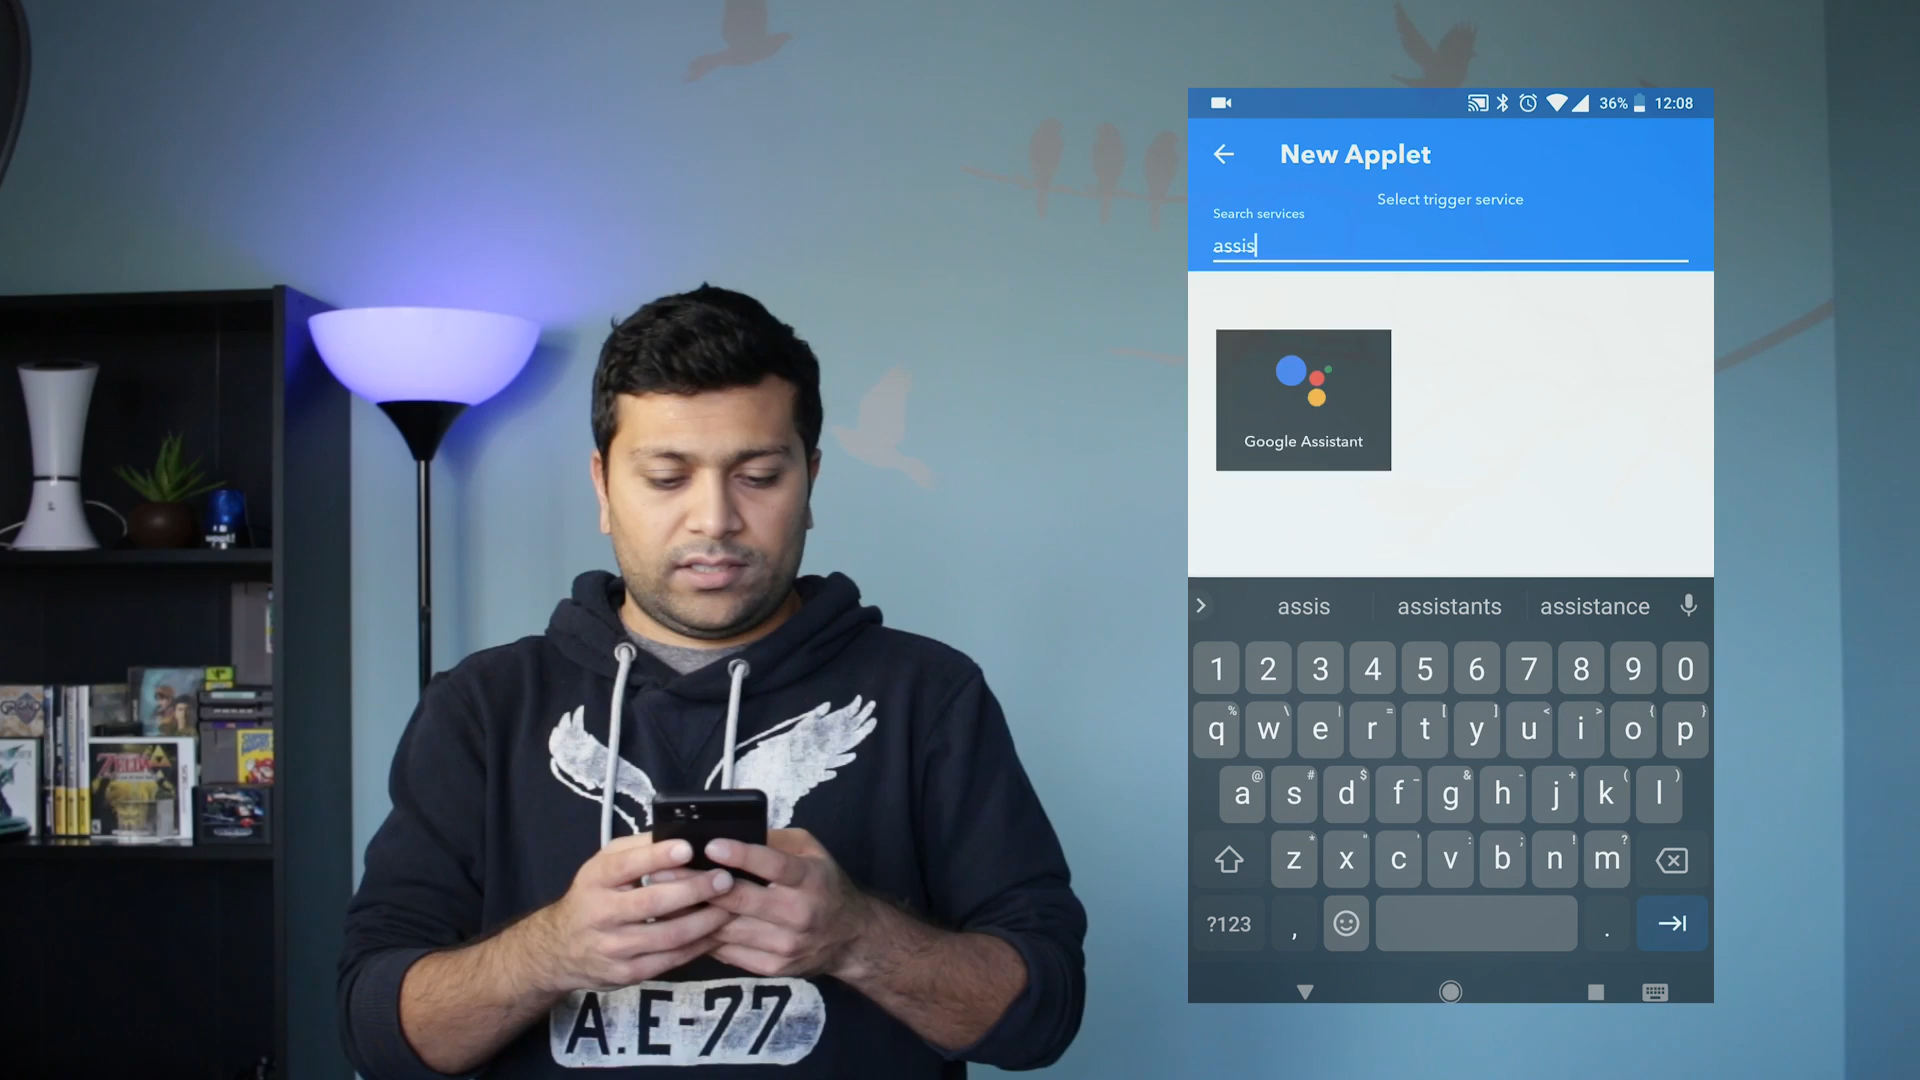 36% 12:08
New Applet
Select trigger service
Search services
assis
Google Assistant
assis assistants assistance
1 2 3 4 5 6 7 8 9 0
q % w \ e | r = t [ y ] u < i > o { p }
a @ s # d $ f _ g & h - j + k ( l )
z * x " c ' v : b ; n ! m ?
?123 , .
ZELDA
A.E-77